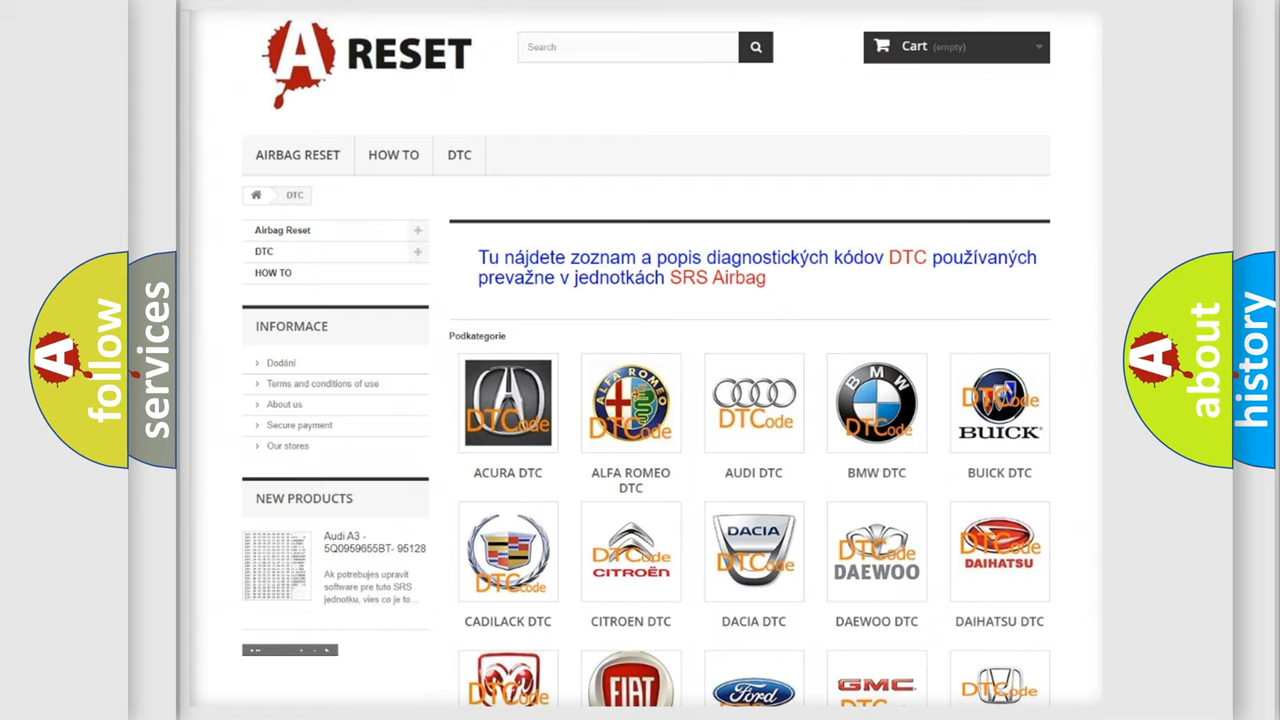 A RESET
Search
Cart (empty)
AIRBAG RESET
HOW TO
DTC
DTC
Airbag Reset
DTC
HOW TO
Tu nájdete zoznam a popis diagnostických kódov DTC používaných
prevažne v jednotkách SRS Airbag
INFORMACE
Dodání
Terms and conditions of use
About us
Secure payment
Our stores
Podkategorie
DTCode
ALFA ROMEO
DTCode
DTCode
BMW
DTCode
DTCode
BUICK
ACURA DTC
ALFA ROMEO
DTC
AUDI DTC
BMW DTC
BUICK DTC
NEW PRODUCTS
Audi A3 -
5Q0959655BT- 95128
Ak potrebujes upravit
software pre tuto SRS
jednotku, vies co je to...
DTCode
DTCode
CITROËN
DACIA
DTCode
DTCode
DAEWOO
DTCode
DAIHATSU
CADILACK DTC
CITROEN DTC
DACIA DTC
DAEWOO DTC
DAIHATSU DTC
DTCode
FIAT
Ford
DTCode
GMC
DTCode
A follow
services
A about
history